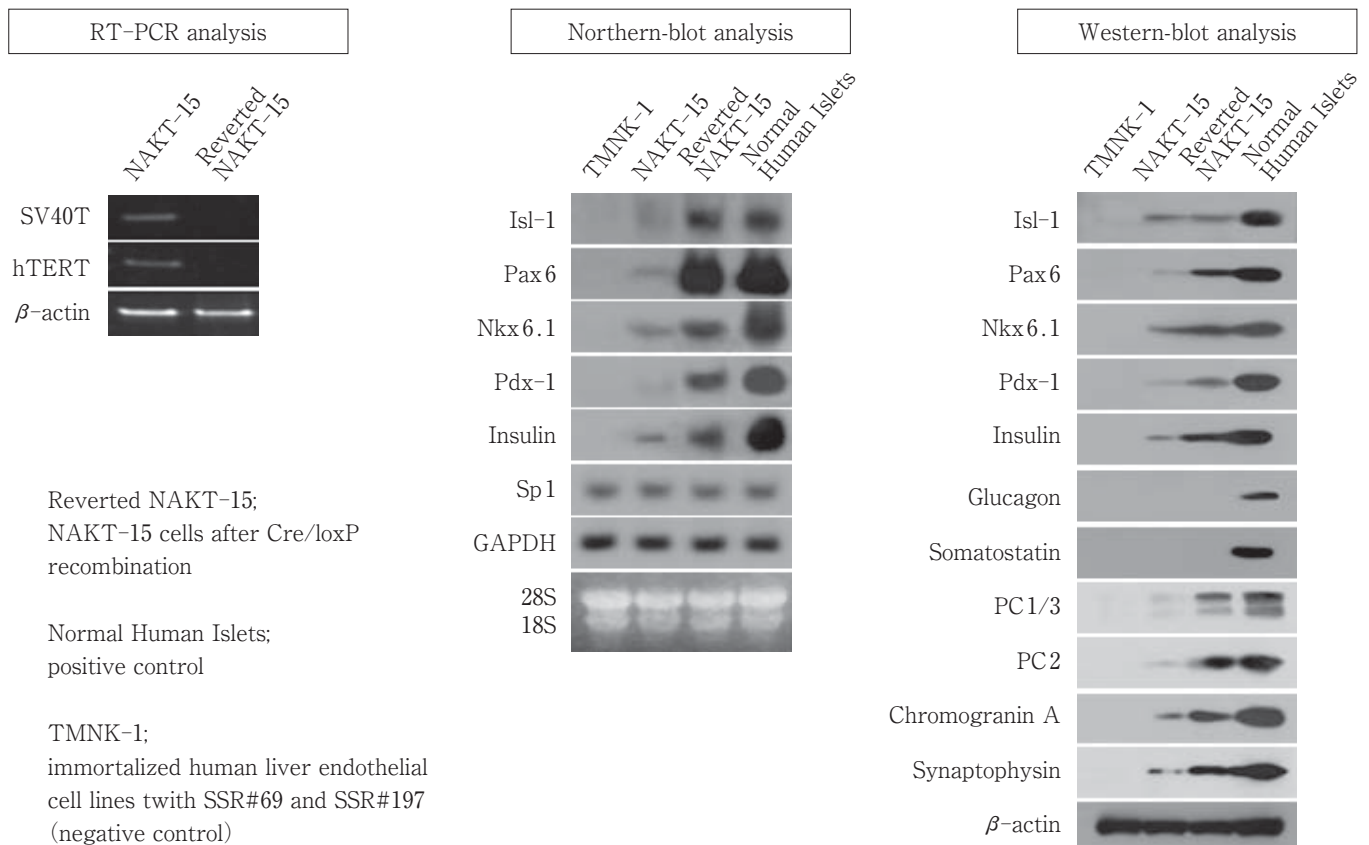 RT-PCR analysis
NAKT-15
Reverted
NAKT-15
SV40T
hTERT
β-actin
Reverted NAKT-15;
NAKT-15 cells after Cre/loxP
recombination
Normal Human Islets;
positive control
TMNK-1;
immortalized human liver endothelial
cell lines twith SSR#69 and SSR#197
(negative control)
Northern-blot analysis
TMNK-1
NAKT-15
Reverted
NAKT-15
Normal
Human Islets
Isl-1
Pax6
Nkx6.1
Pdx-1
Insulin
Sp1
GAPDH
28S
18S
Western-blot analysis
TMNK-1
NAKT-15
Reverted
NAKT-15
Normal
Human Islets
Isl-1
Pax6
Nkx6.1
Pdx-1
Insulin
Glucagon
Somatostatin
PC1/3
PC2
Chromogranin A
Synaptophysin
β-actin